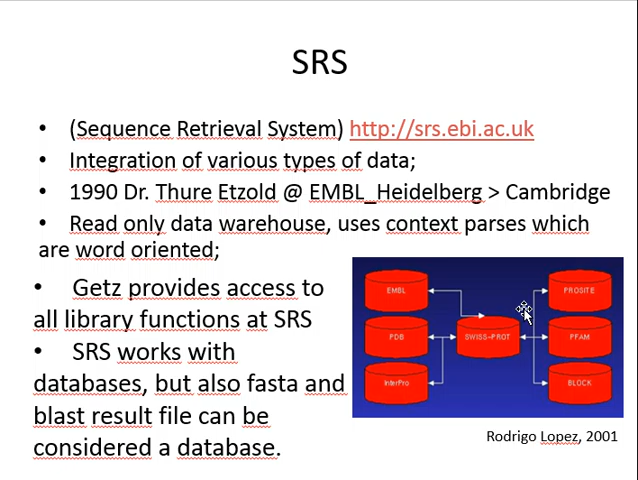 SRS
• (Sequence Retrieval System) http://srs.ebi.ac.uk
• Integration of various types of data;
• 1990 Dr. Thure Etzold @ EMBL_Heidelberg > Cambridge
• Read only data warehouse, uses context parses which
are word oriented;
• Getz provides access to
all library functions at SRS
• SRS works with
databases, but also fasta and
blast result file can be
considered a database.
EMBL
PROSITE
PDB
SWISS-PROT
PFAM
InterPro
BLOCK
Rodrigo Lopez, 2001